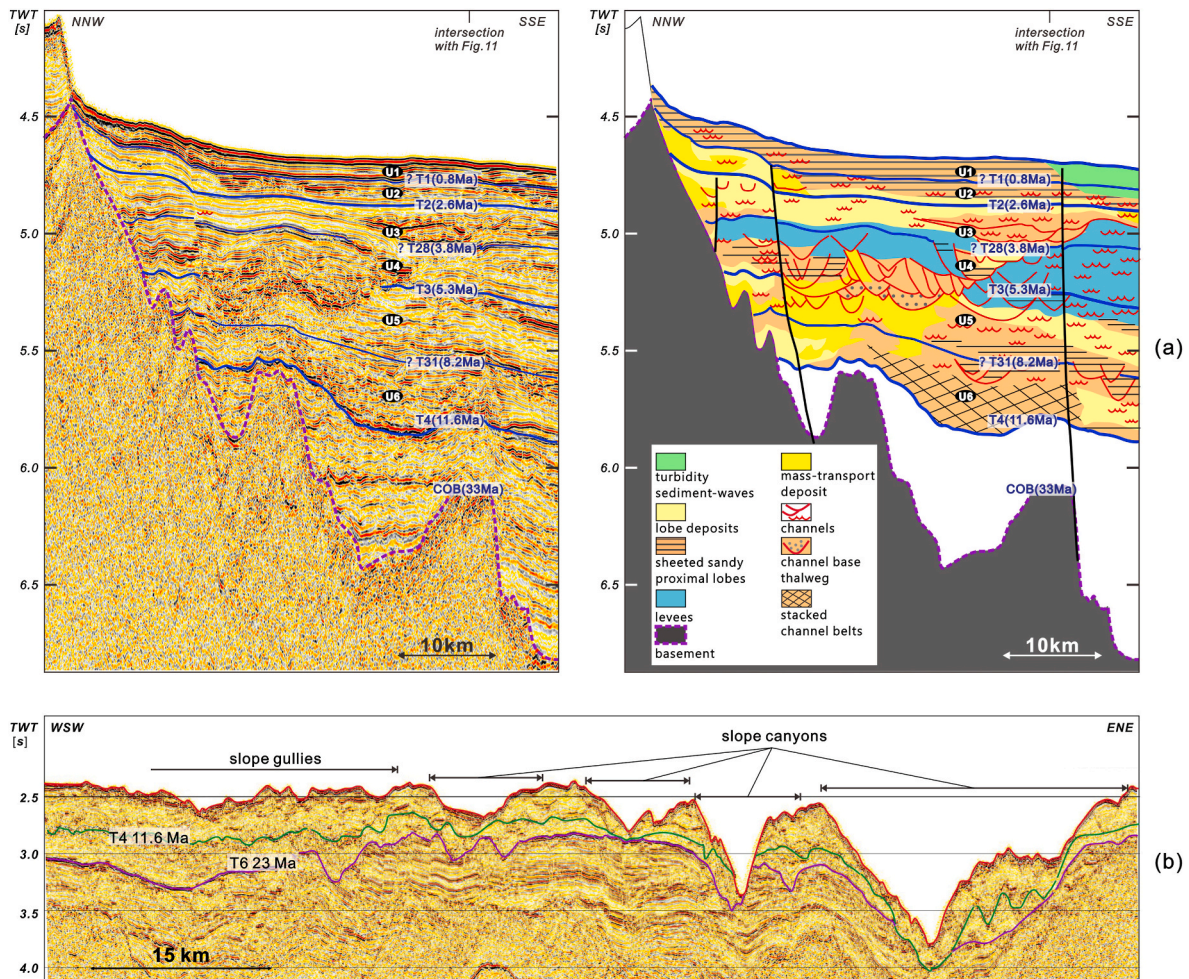 TWT
[s]
NNW
SSE
intersection
with Fig.11
4.5
5.0
5.5
6.0
6.5
U1
? T1(0.8Ma)
U2
T2(2.6Ma)
U3
? T28(3.8Ma)
U4
T3(5.3Ma)
U5
? T31(8.2Ma)
U6
T4(11.6Ma)
COB(33Ma)
10km
TWT
[s]
NNW
SSE
intersection
with Fig.11
4.5
5.0
5.5
6.0
6.5
U1
? T1(0.8Ma)
U2
T2(2.6Ma)
U3
? T28(3.8Ma)
U4
T3(5.3Ma)
U5
? T31(8.2Ma)
U6
T4(11.6Ma)
COB(33Ma)
turbidity
sediment-waves
lobe deposits
sheeted sandy
proximal lobes
levees
basement
mass-transport
deposit
channels
channel base
thalweg
stacked
channel belts
10km
(a)
TWT
[s]
WSW
ENE
slope gullies
slope canyons
2.5
3.0
3.5
4.0
T4 11.6 Ma
T6 23 Ma
15 km
(b)